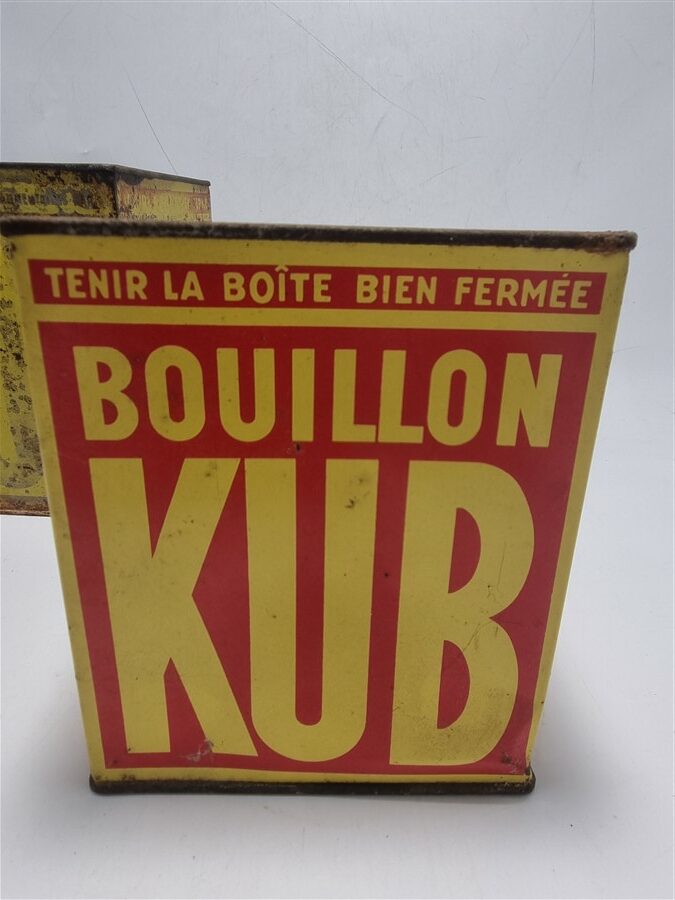 TENIR LA BOÎTE BIEN FERMÉE
BOUILLON
KUB